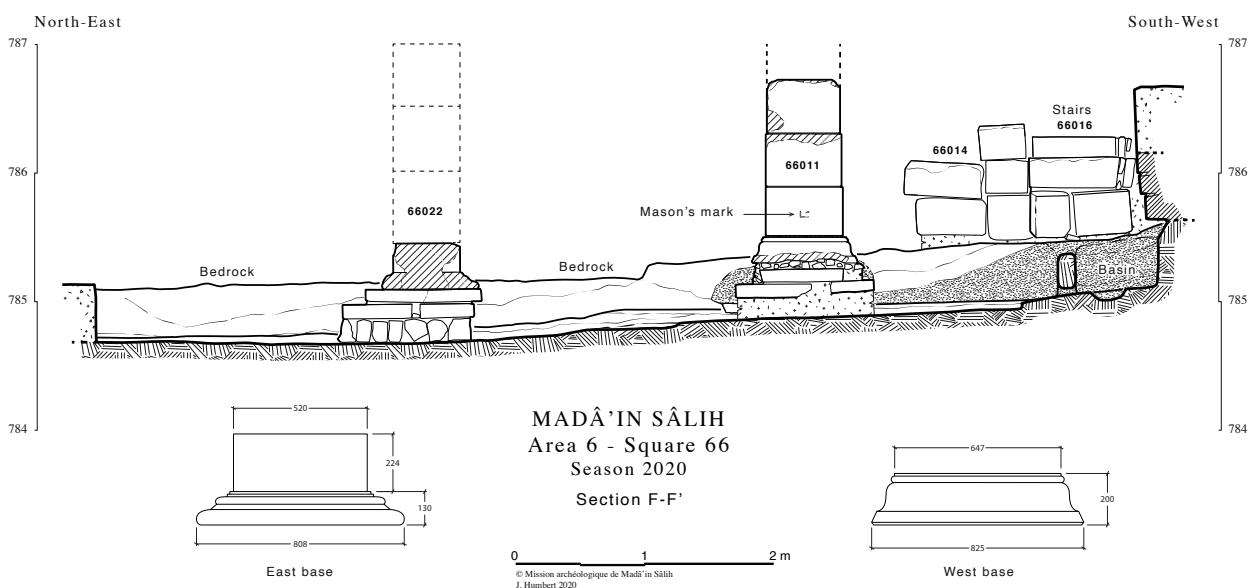 North-East
South-West
787
787
Stairs
66016
66014
66011
786
786
66022
Mason's mark
Bedrock
Bedrock
Basin
785
785
784
784
520
224
130
808
East base
MADÂ'IN SÂLIH
Area 6 - Square 66
Season 2020
Section F-F'
0 1 2 m
© Mission archéologique de Madâ'in Sâlih
J. Humbert 2020
647
200
825
West base